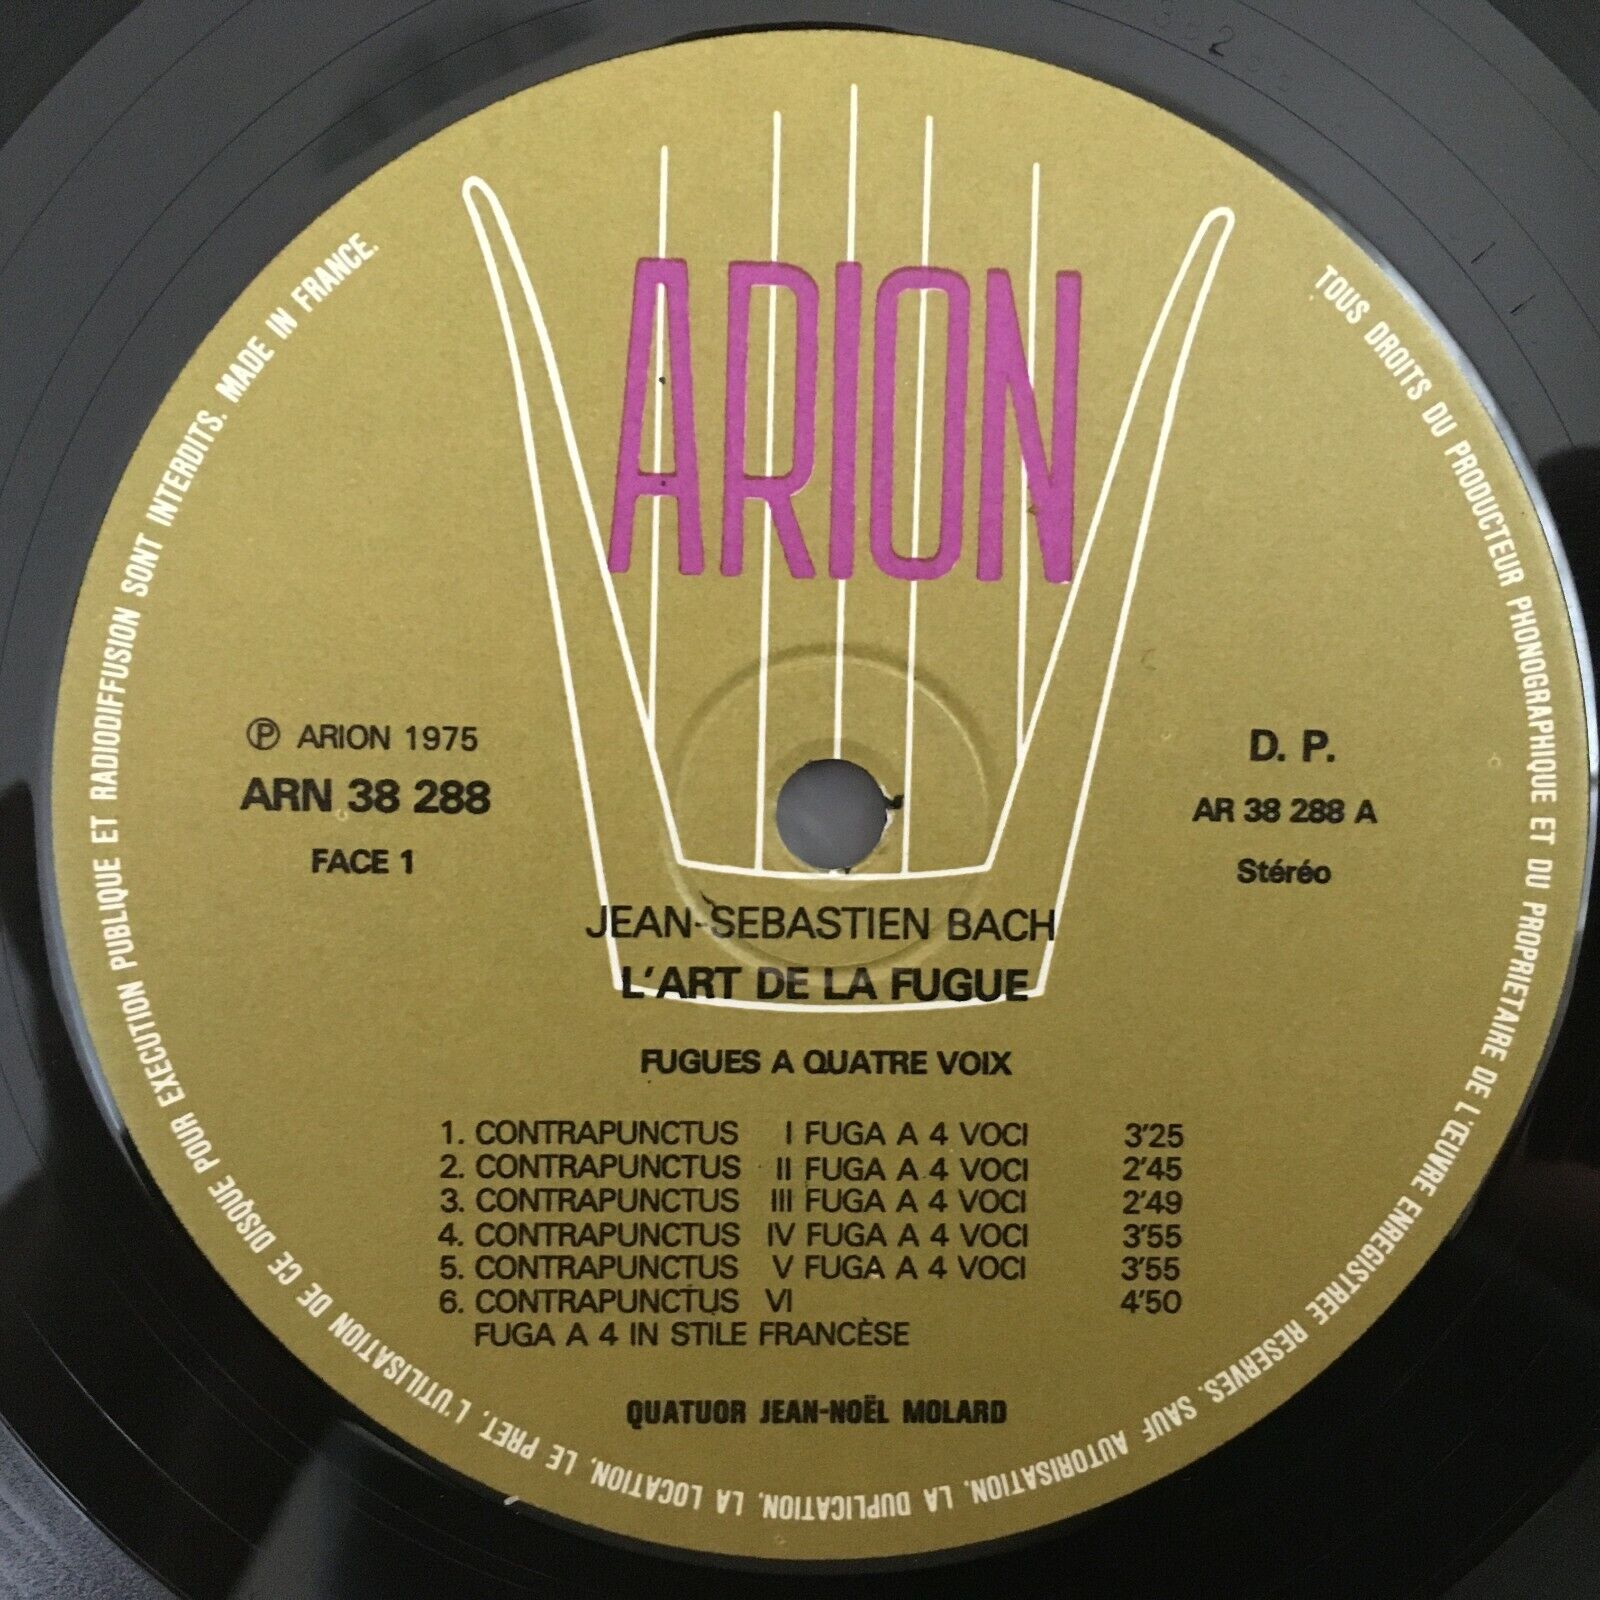 ARION
TOUS DROITS DU PRODUCTEUR PHONOGRAPHIQUE ET DU PROPRIETAIRE DE L'ŒUVRE ENREGISTREE RESERVES. SAUF AUTORISATION, LA DUPLICATION, LA LOCATION, LE PRET, L'UTILISATION DE CE DISQUE POUR EXECUTION PUBLIQUE ET RADIODIFFUSION SONT INTERDITS. MADE IN FRANCE.
Ⓟ ARION 1975
ARN 38 288
FACE 1
D. P.
AR 38 288 A
Stéréo
JEAN-SEBASTIEN BACH
L'ART DE LA FUGUE
FUGUES A QUATRE VOIX
1. CONTRAPUNCTUS I FUGA A 4 VOCI 3'25
2. CONTRAPUNCTUS II FUGA A 4 VOCI 2'45
3. CONTRAPUNCTUS III FUGA A 4 VOCI 2'49
4. CONTRAPUNCTUS IV FUGA A 4 VOCI 3'55
5. CONTRAPUNCTUS V FUGA A 4 VOCI 3'55
6. CONTRAPUNCTUS VI 4'50
FUGA A 4 IN STILE FRANCÈSE
QUATUOR JEAN-NOËL MOLARD